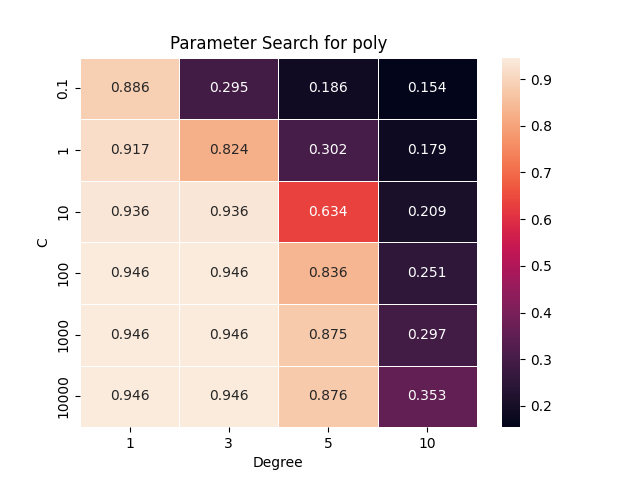 Parameter Search for poly
0.1 0.886 0.295 0.186 0.154
1 0.917 0.824 0.302 0.179
10 0.936 0.936 0.634 0.209
100 0.946 0.946 0.836 0.251
1000 0.946 0.946 0.875 0.297
10000 0.946 0.946 0.876 0.353
C
1 3 5 10
Degree
0.9
0.8
0.7
0.6
0.5
0.4
0.3
0.2